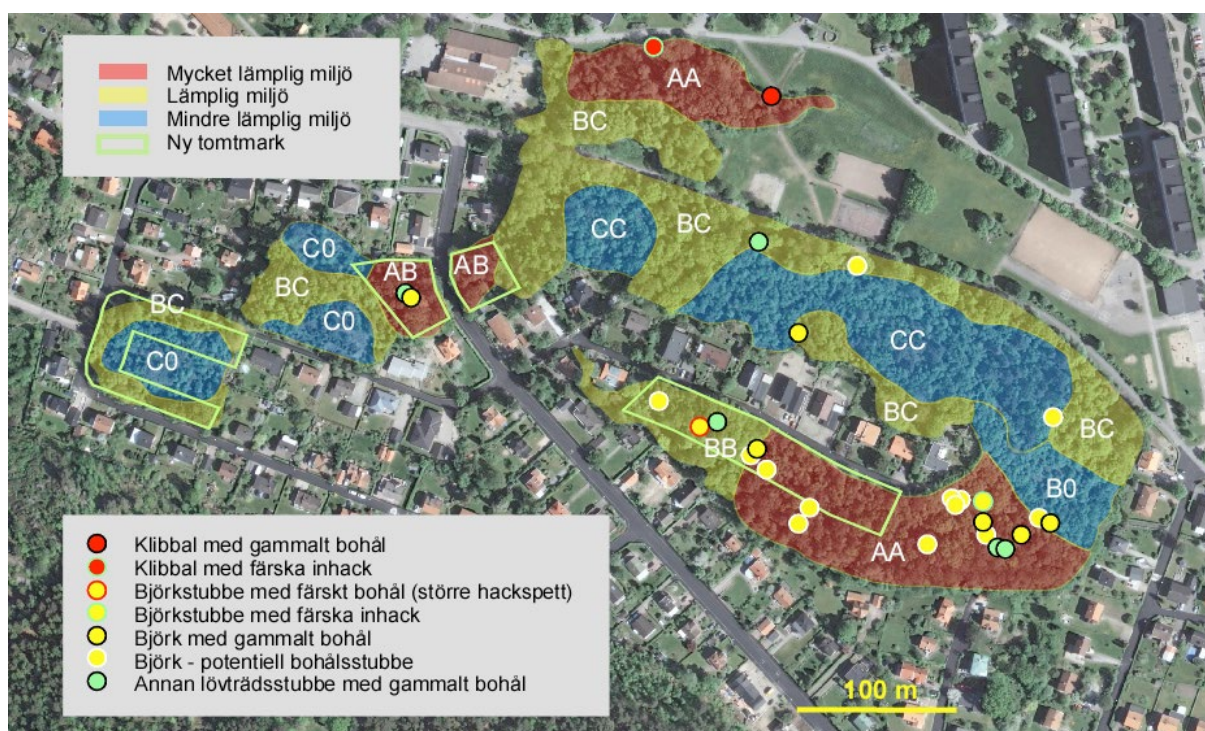 Mycket lämplig miljö
Lämplig miljö
Mindre lämplig miljö
Ny tomtmark
AA
BC
CC
BC
C0
BC
C0
AB
AB
BC
C0
CC
BC
BC
BB
B0
AA
Klibbal med gammalt bohål
Klibbal med färska inhack
Björkstubbe med färskt bohål (större hackspett)
Björkstubbe med färska inhack
Björk med gammalt bohål
Björk - potentiell bohålsstubbe
Annan lövträdsstubbe med gammalt bohål
100 m